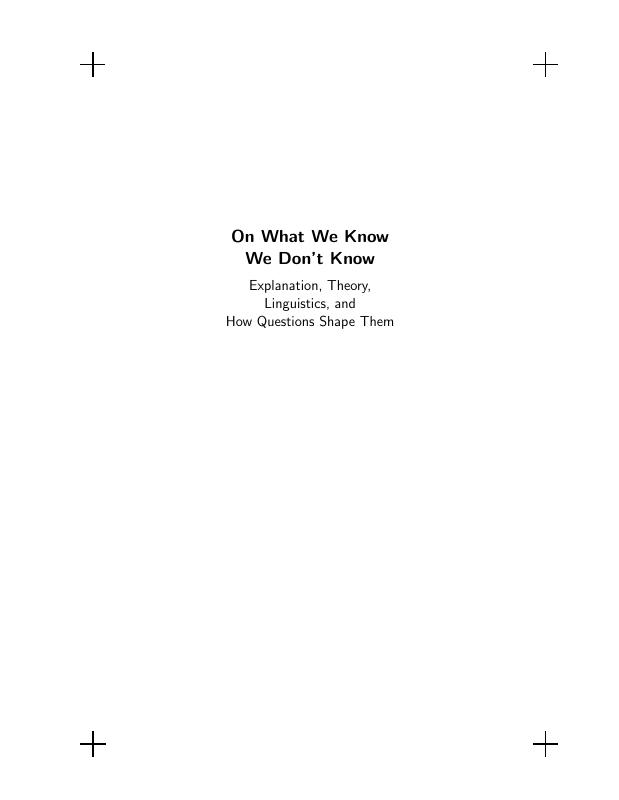 On What We Know
We Don't Know
Explanation, Theory,
Linguistics, and
How Questions Shape Them